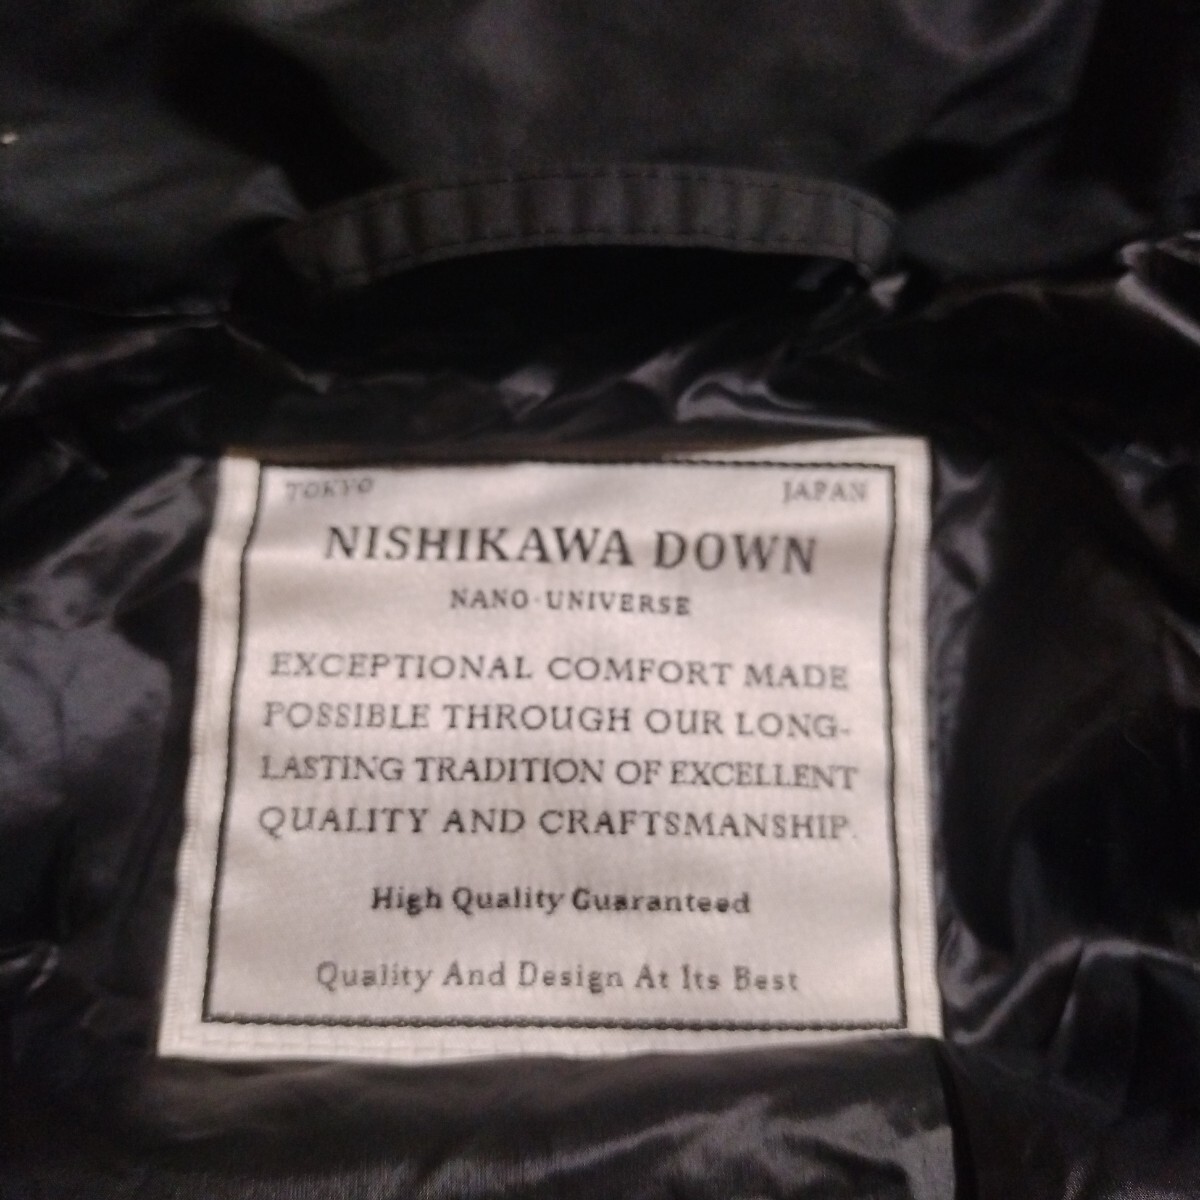 TOKYO JAPAN
NISHIKAWA DOWN
NANO·UNIVERSE
EXCEPTIONAL COMFORT MADE
POSSIBLE THROUGH OUR LONG-
LASTING TRADITION OF EXCELLENT
QUALITY AND CRAFTSMANSHIP.
High Quality Guaranteed
Quality And Design At Its Best